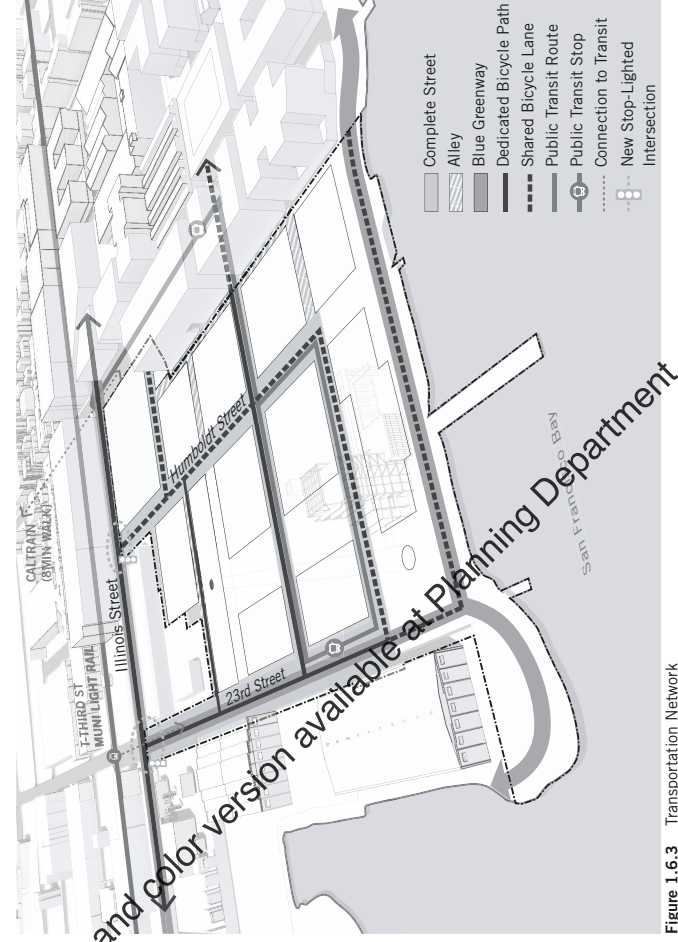 Complete Street
Alley
Blue Greenway
Dedicated Bicycle Path
Shared Bicycle Lane
Public Transit Route
Public Transit Stop
Connection to Transit
New Stop-Lighted
Intersection
CALTRAIN
(8MIN WALK)
T-THIRD ST
MUNI LIGHT RAIL
Illinois Street
Humboldt Street
23rd Street
San Francisco Bay
and color version available at Planning Department
Figure 1.6.3 Transportation Network